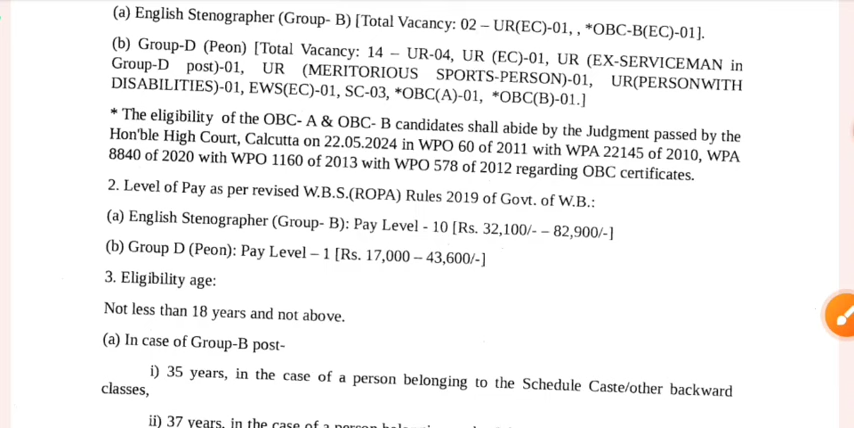 (a) English Stenographer (Group- B) [Total Vacancy: 02 – UR(EC)-01, , *OBC-B(EC)-01].
(b) Group-D (Peon) [Total Vacancy: 14 – UR-04, UR (EC)-01, UR (EX-SERVICEMAN in
Group-D post)-01, UR (MERITORIOUS SPORTS-PERSON)-01, UR(PERSONWITH
DISABILITIES)-01, EWS(EC)-01, SC-03, *OBC(A)-01, *OBC(B)-01.]
* The eligibility of the OBC- A & OBC- B candidates shall abide by the Judgment passed by the
Hon'ble High Court, Calcutta on 22.05.2024 in WPO 60 of 2011 with WPA 22145 of 2010, WPA
8840 of 2020 with WPO 1160 of 2013 with WPO 578 of 2012 regarding OBC certificates.
2. Level of Pay as per revised W.B.S.(ROPA) Rules 2019 of Govt. of W.B.:
(a) English Stenographer (Group- B): Pay Level - 10 [Rs. 32,100/- – 82,900/-]
(b) Group D (Peon): Pay Level – 1 [Rs. 17,000 – 43,600/-]
3. Eligibility age:
Not less than 18 years and not above.
(a) In case of Group-B post-
i) 35 years, in the case of a person belonging to the Schedule Caste/other backward
classes,
ii) 37 years, in the case of a person